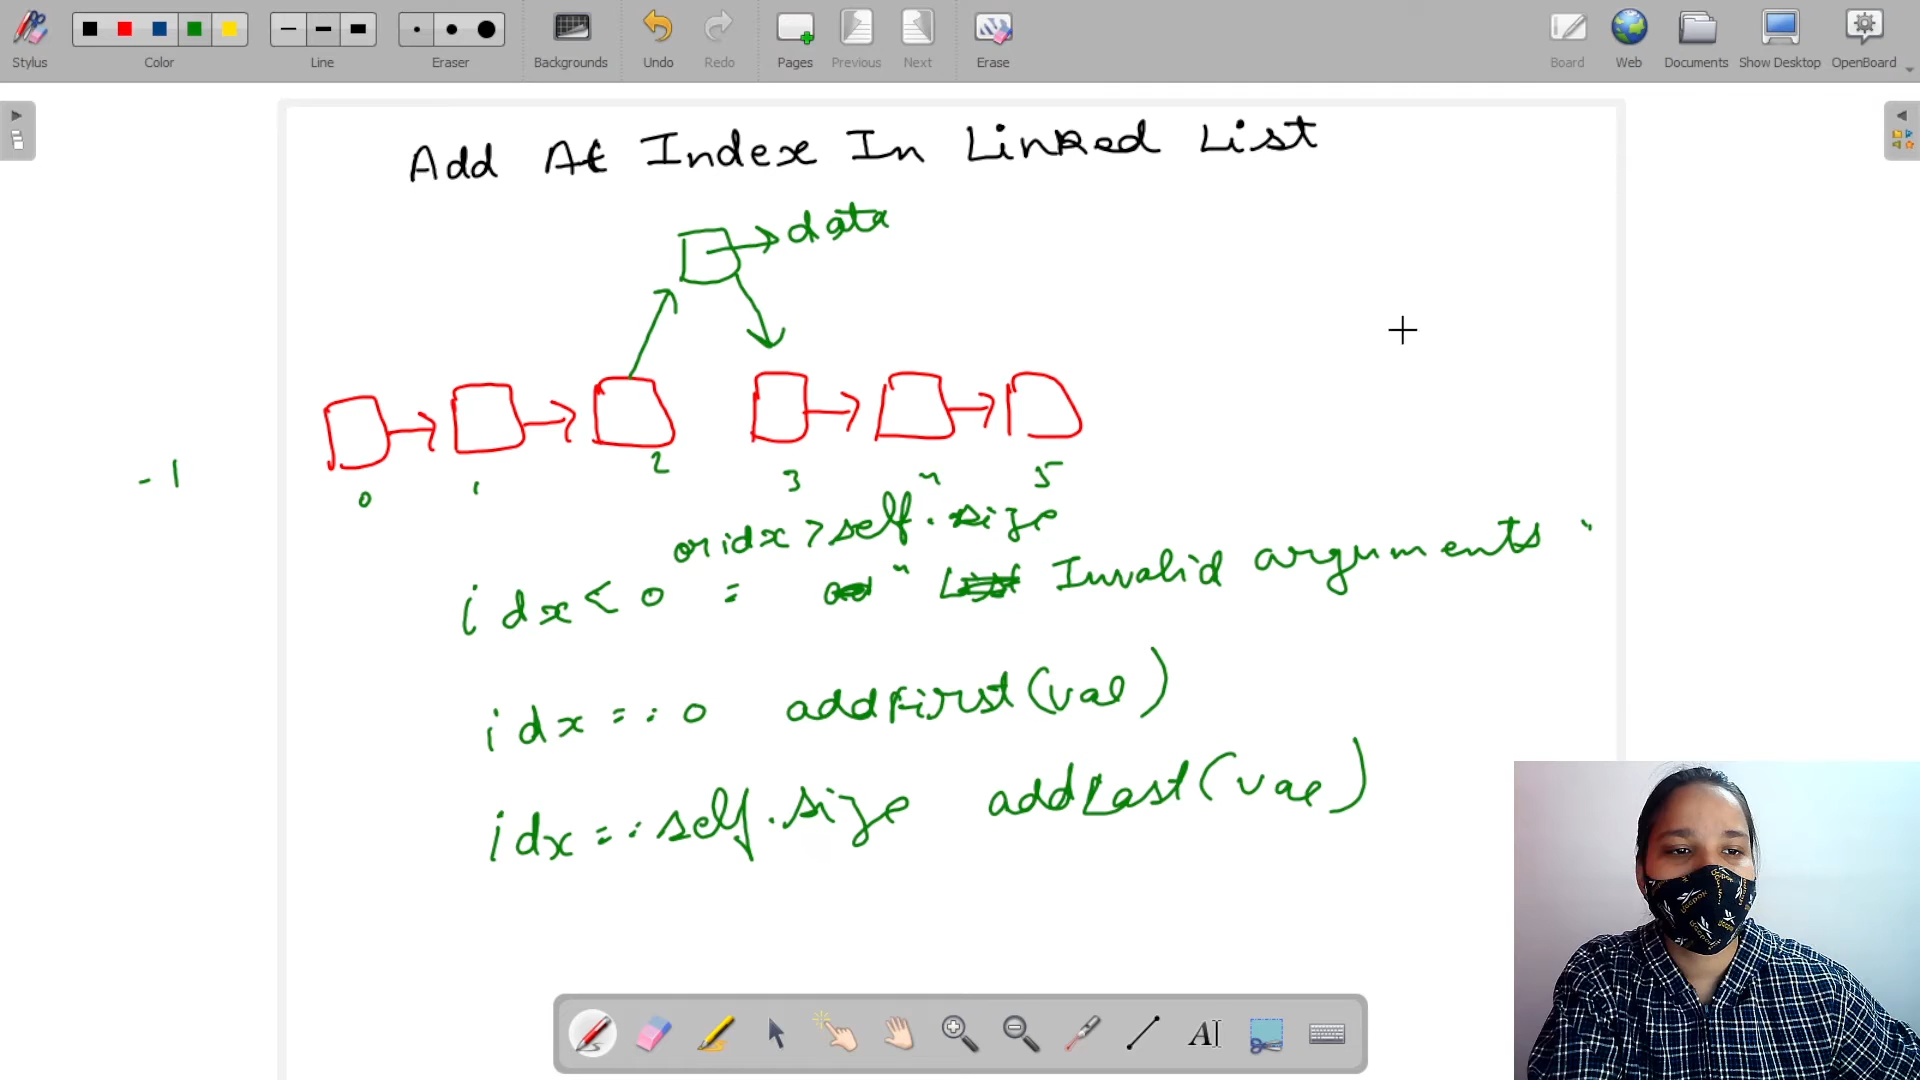 Stylus Color Line Eraser Backgrounds Undo Redo Pages Previous Next Erase Board Web Documents Show Desktop OpenBoard
Add At Index In Linked List
data
-1
0 1 2 3 4 5
or idx > self.size
idx < 0 = " Invalid arguments "
idx == 0 addFirst(val)
idx == self.size addLast(val)
AI